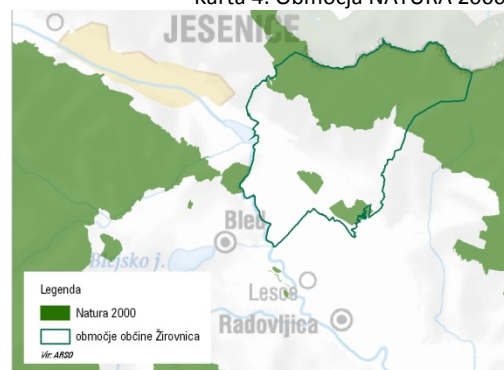 Karta 4: Območja NATURA 2000
JESENICE
Bled
Blejsko j.
Lesce
Radovljica
Legenda
Natura 2000
območje občine Žirovnica
Vir: ARSO